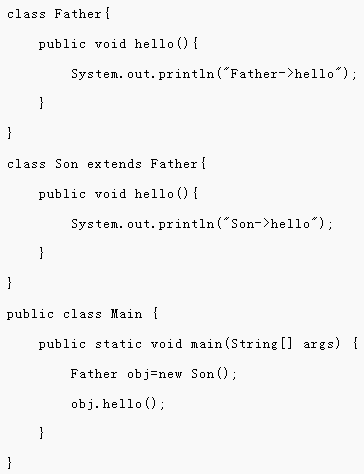 class Father{
public void hello(){
System.out.println("Father->hello");
}
}
class Son extends Father{
public void hello(){
System.out.println("Son->hello");
}
}
public class Main {
public static void main(String[] args) {
Father obj=new Son();
obj.hello();
}
}